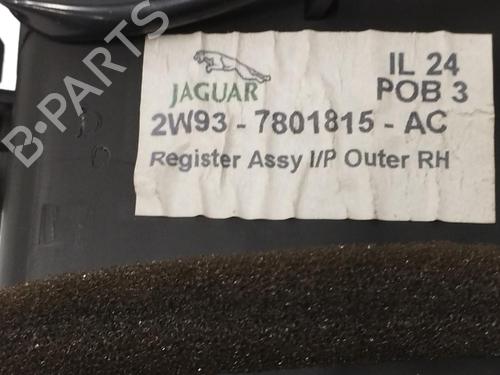 JAGUAR
IL 24
POB 3
2W93 - 7801815 - AC
Register Assy I/P Outer RH
B-PARTS